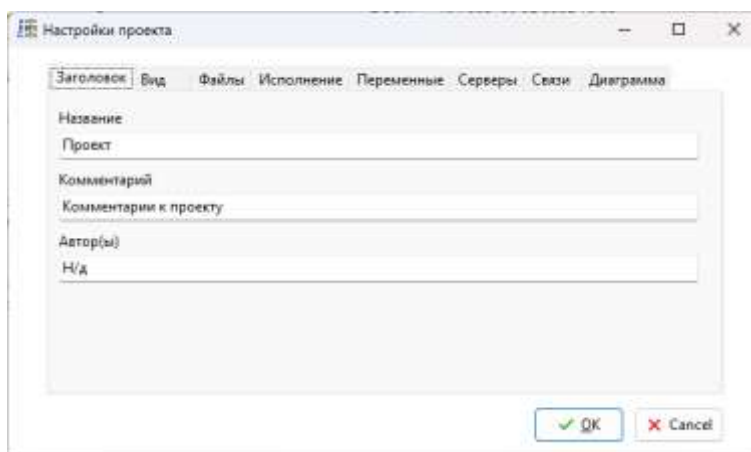 Настройки проекта
Заголовок Вид Файлы Исполнение Переменные Серверы Связи Диаграмма
Название
Проект
Комментарий
Комментарии к проекту
Автор(ы)
Н/д
OK Cancel